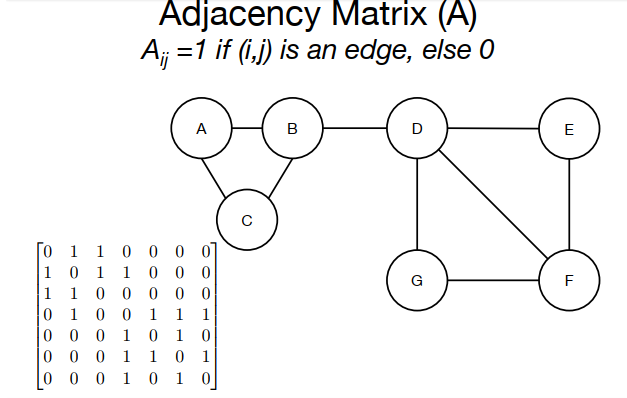 Adjacency Matrix (A)
Aij =1 if (i,j) is an edge, else 0
A
B
D
E
C
G
F
0 1 1 0 0 0 0
1 0 1 1 0 0 0
1 1 0 0 0 0 0
0 1 0 0 1 1 1
0 0 0 1 0 1 0
0 0 0 1 1 0 1
0 0 0 1 0 1 0